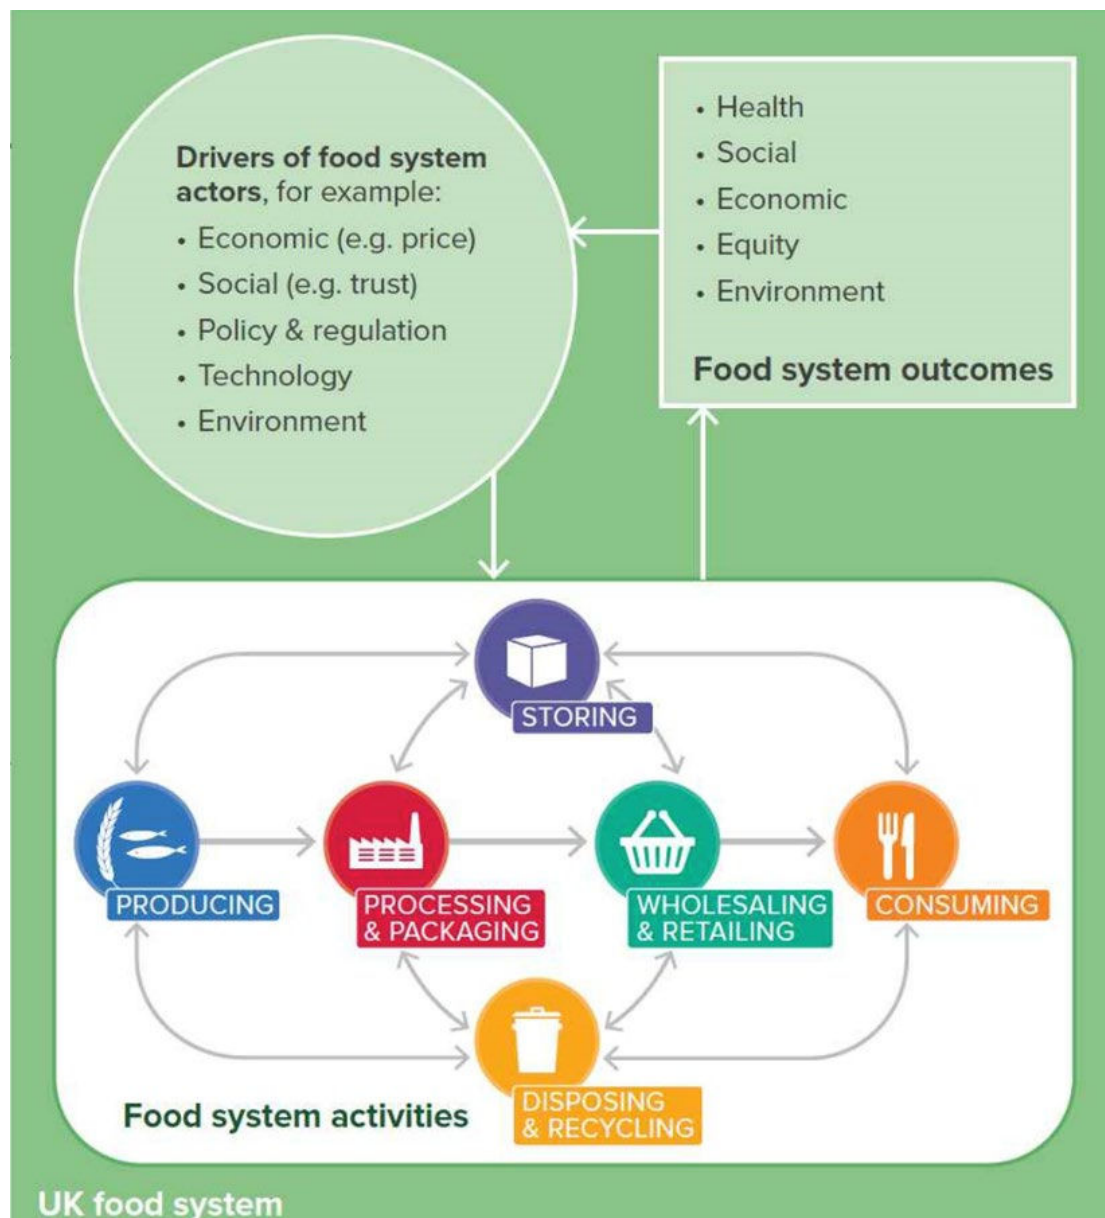 Drivers of food system
actors, for example:
• Economic (e.g. price)
• Social (e.g. trust)
• Policy & regulation
• Technology
• Environment
• Health
• Social
• Economic
• Equity
• Environment
Food system outcomes
STORING
PRODUCING
PROCESSING
& PACKAGING
WHOLESALING
& RETAILING
CONSUMING
DISPOSING
& RECYCLING
Food system activities
UK food system